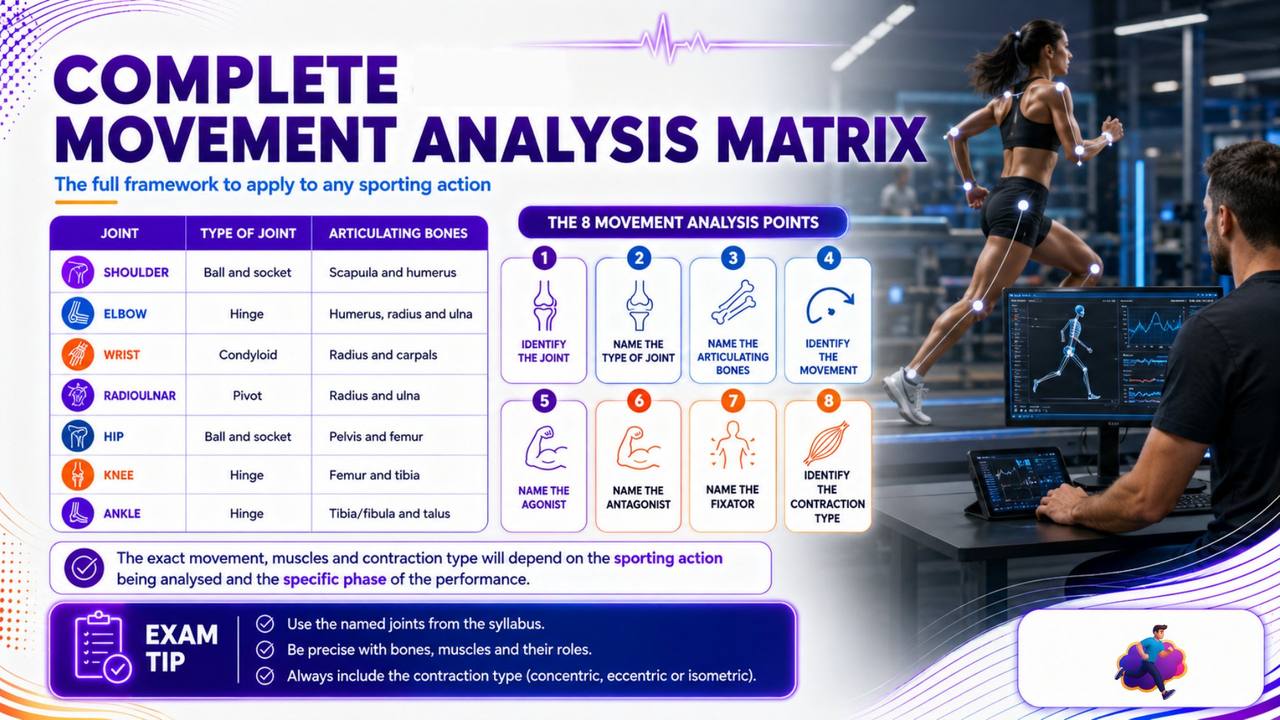 COMPLETE
MOVEMENT ANALYSIS MATRIX
The full framework to apply to any sporting action
JOINT TYPE OF JOINT ARTICULATING BONES
SHOULDER Ball and socket Scapula and humerus
ELBOW Hinge Humerus, radius and ulna
WRIST Condyloid Radius and carpals
RADIOULNAR Pivot Radius and ulna
HIP Ball and socket Pelvis and femur
KNEE Hinge Femur and tibia
ANKLE Hinge Tibia/fibula and talus
THE 8 MOVEMENT ANALYSIS POINTS
1
IDENTIFY
THE JOINT
2
NAME THE
TYPE OF JOINT
3
NAME THE
ARTICULATING
BONES
4
IDENTIFY
THE
MOVEMENT
5
NAME THE
AGONIST
6
NAME THE
ANTAGONIST
7
NAME THE
FIXATOR
8
IDENTIFY
THE
CONTRACTION
TYPE
The exact movement, muscles and contraction type will depend on the sporting action
being analysed and the specific phase of the performance.
EXAM
TIP
Use the named joints from the syllabus.
Be precise with bones, muscles and their roles.
Always include the contraction type (concentric, eccentric or isometric).